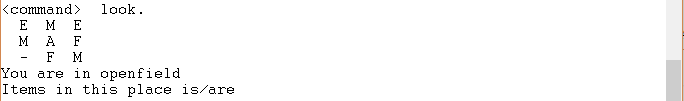 <command>  look.
E  M  E
M  A  F
-  F  M
You are in openfield
Items in this place is/are